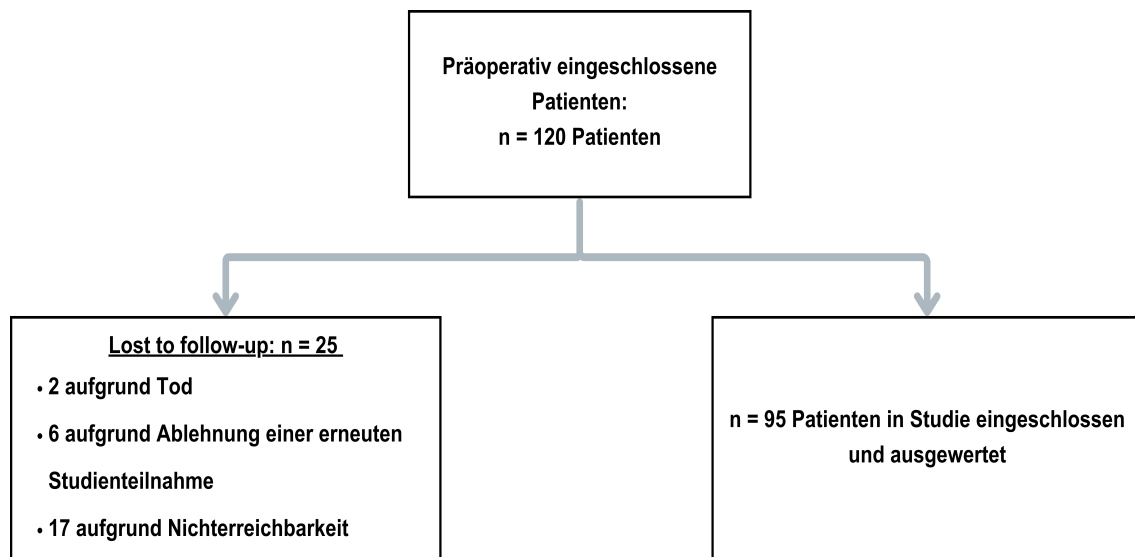 Präoperativ eingeschlossene
Patienten:
n = 120 Patienten
Lost to follow-up: n = 25
• 2 aufgrund Tod
• 6 aufgrund Ablehnung einer erneuten
Studienteilnahme
• 17 aufgrund Nichterreichbarkeit
n = 95 Patienten in Studie eingeschlossen
und ausgewertet